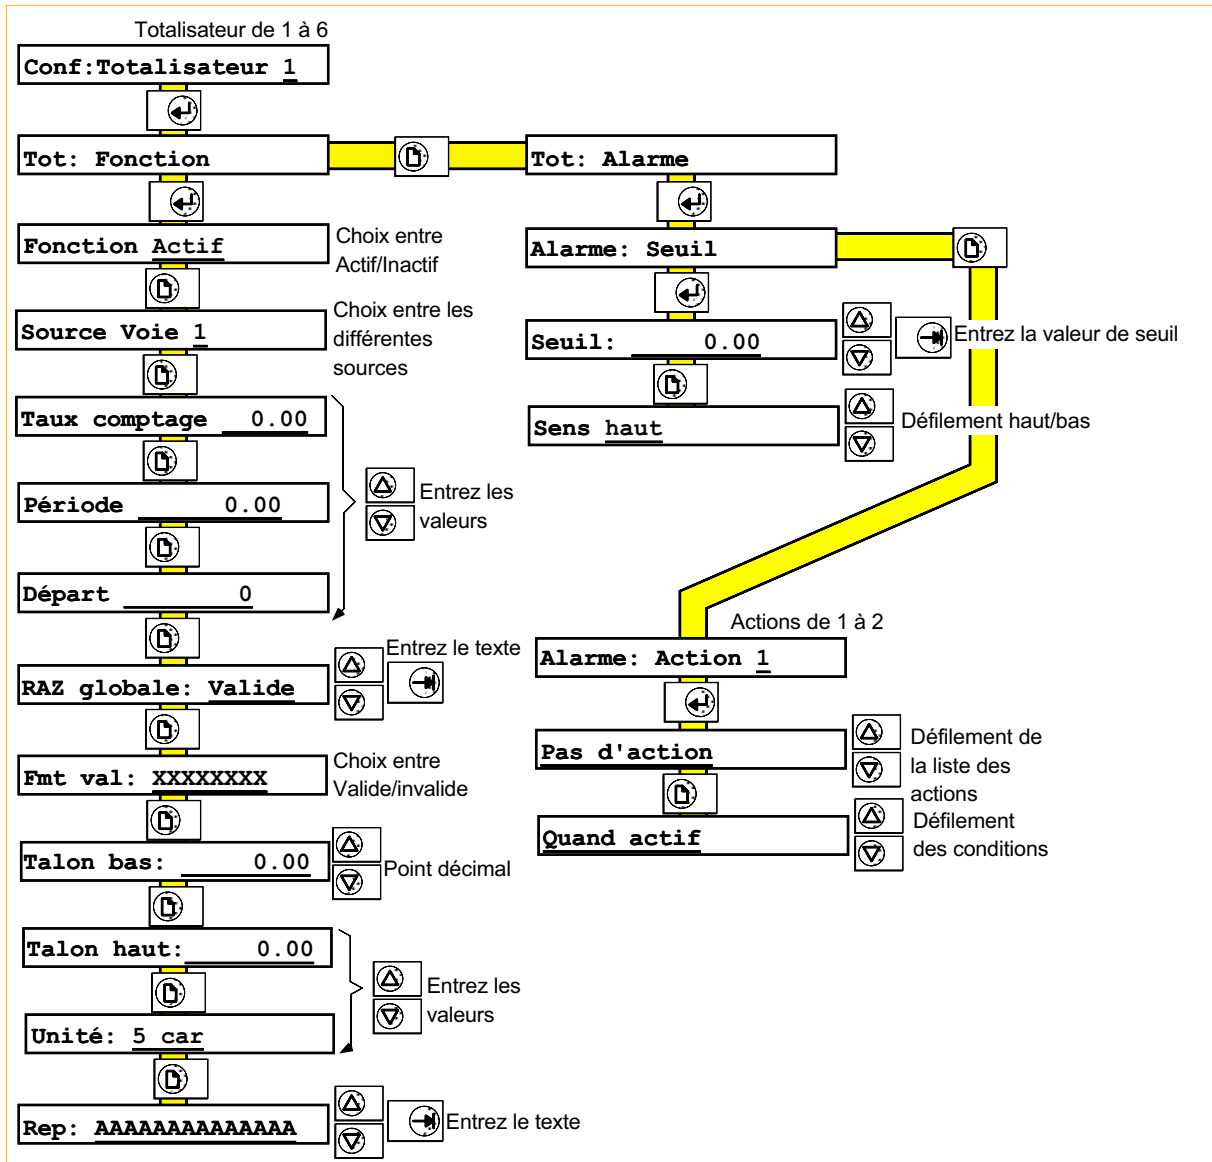 Totalisateur de 1 à 6
Conf:Totalisateur 1
Tot: Fonction
Fonction Actif
Choix entre
Actif/Inactif
Source Voie 1
Choix entre les
différentes
sources
Taux comptage 0.00
Période 0.00
Entrez les
valeurs
Départ 0
RAZ globale: Valide
Entrez le texte
Fmt val: XXXXXXXX
Choix entre
Valide/invalide
Talon bas: 0.00
Point décimal
Talon haut: 0.00
Entrez les
valeurs
Unité: 5 car
Rep: AAAAAAAAAAAAAA
Entrez le texte
Tot: Alarme
Alarme: Seuil
Seuil: 0.00
Entrez la valeur de seuil
Sens haut
Défilement haut/bas
Actions de 1 à 2
Alarme: Action 1
Pas d'action
Défilement de
la liste des
actions
Quand actif
Défilement
des conditions